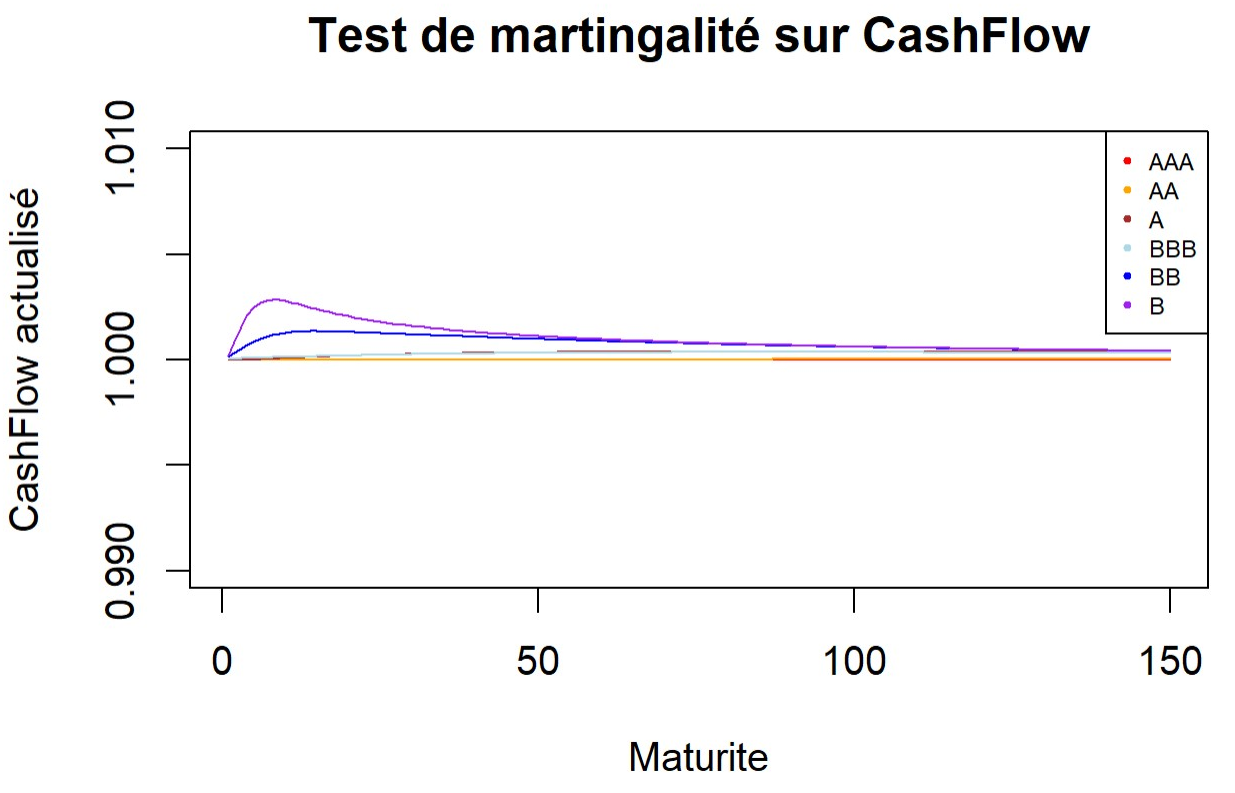 Test de martingalité sur CashFlow
CashFlow actualisé
1.010
1.000
0.990
AAA
AA
A
BBB
BB
B
0
50
100
150
Maturite